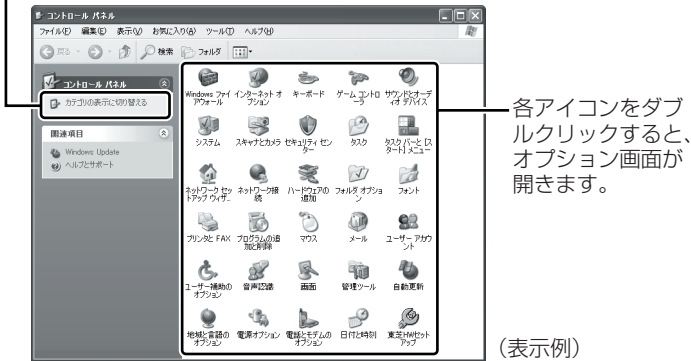 コントロール パネル
ファイル(F) 編集(E) 表示(V) お気に入り(A) ツール(T) ヘルプ(H)
戻る 検索 フォルダ
コントロール パネル
カテゴリの表示に切り替える
関連項目
Windows Update
ヘルプとサポート
Windows ファイアウォール インターネット オプション キーボード ゲーム コントローラ サウンドとオーディオ デバイス
システム スキャナとカメラ セキュリティ センター タスク タスク バーと [スタート] メニュー
ネットワーク セットアップ ウィザ... ネットワーク接続 ハードウェアの追加 フォルダ オプション フォント
プリンタと FAX プログラムの追加と削除 マウス メール ユーザー アカウント
ユーザー補助のオプション 音声認識 画面 管理ツール 自動更新
地域と言語のオプション 電源オプション 電話とモデムのオプション 日付と時刻 東芝HWセットアップ
各アイコンをダブ
ルクリックすると、
オプション画面が
開きます。
（表示例）